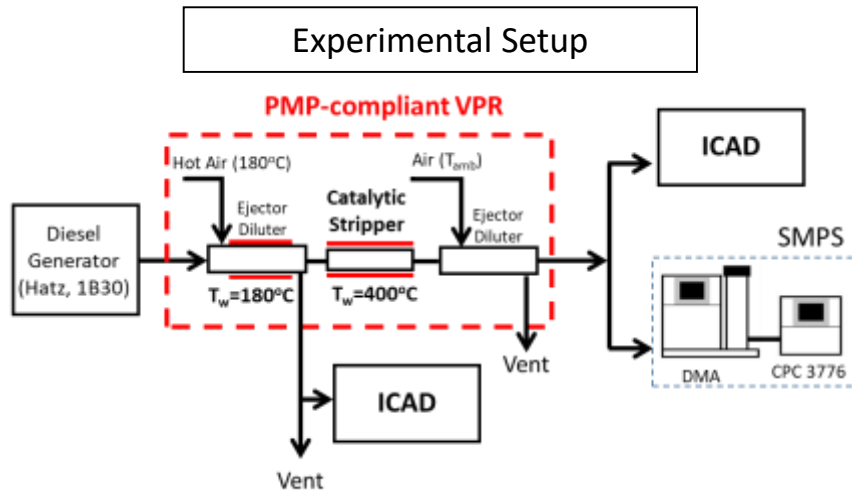 Experimental Setup
PMP-compliant VPR
Hot Air (180°C)
Air (Tamb)
Ejector
Diluter
Catalytic
Stripper
Ejector
Diluter
Tw=180°C
Tw=400°C
Diesel
Generator
(Hatz, 1B30)
ICAD
Vent
Vent
ICAD
SMPS
DMA
CPC 3776